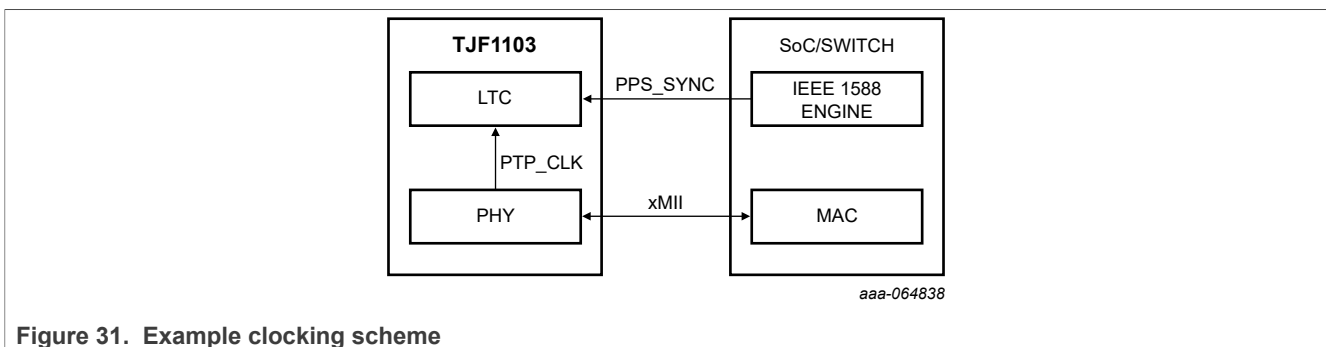 TJF1103
SoC/SWITCH
LTC
PPS_SYNC
IEEE 1588
ENGINE
PTP_CLK
PHY
xMII
MAC
aaa-064838
Figure 31. Example clocking scheme